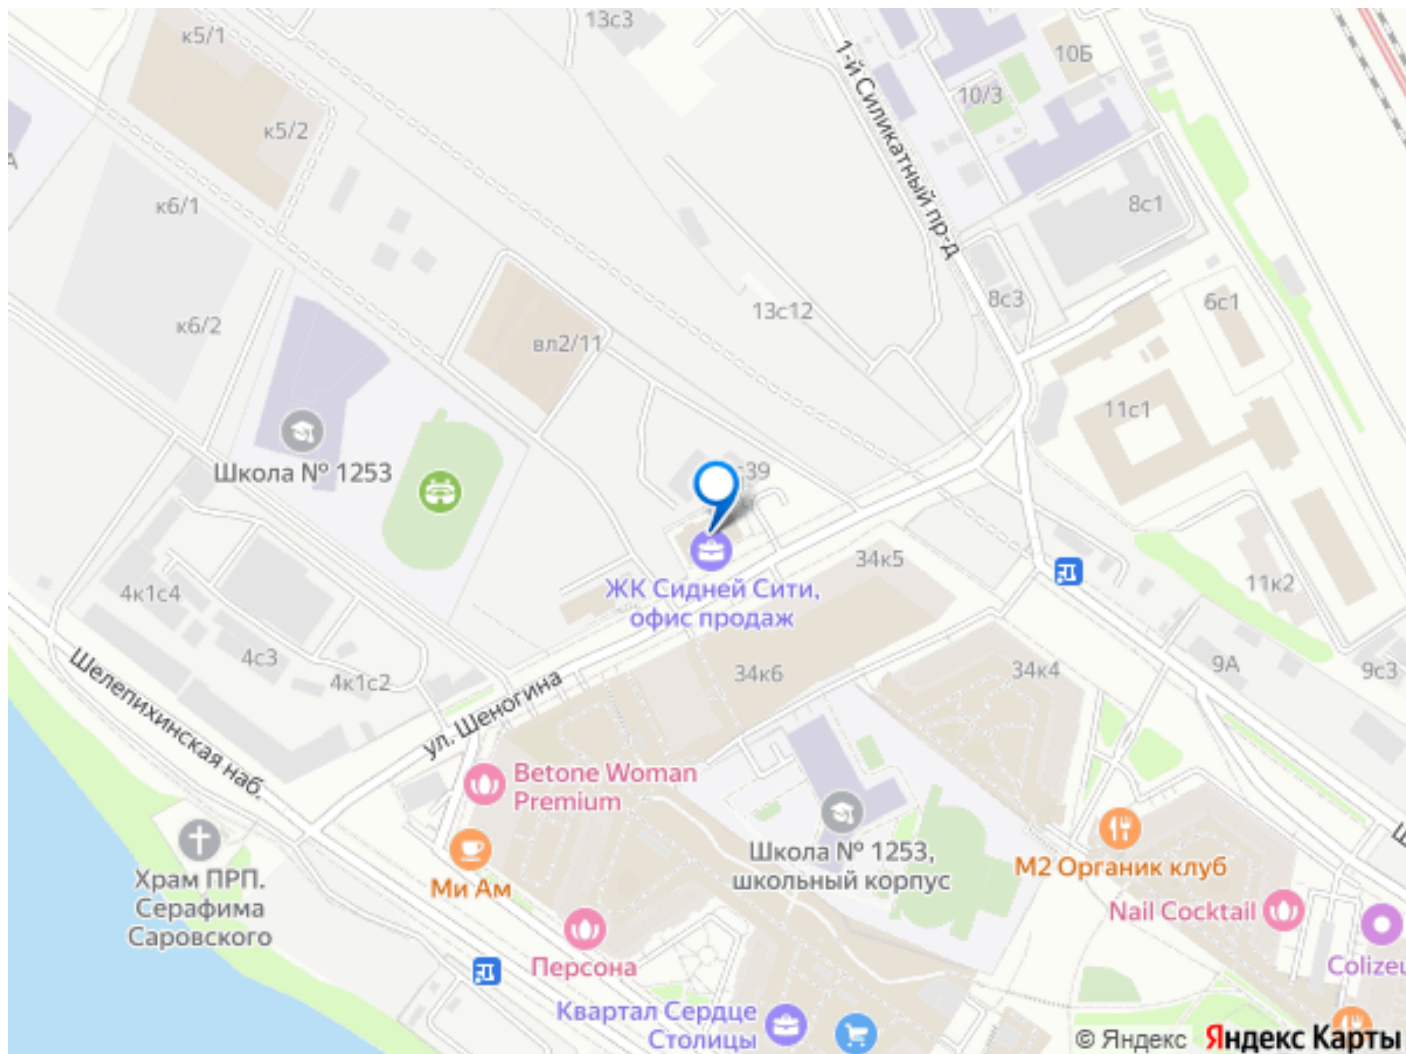 13с3
к5/1
10Б
10/3
1-й Силикатный пр-д
к5/2
к6/1
8с1
8с3
6с1
13с12
к6/2
вл2/11
11с1
Школа № 1253
с39
34к5
ЖК Сидней Сити,
офис продаж
11к2
4к1с4
4с3
4к1с2
34к6
34к4
9А
9с3
Шелепихинская наб.
ул. Шеногина
Betone Woman
Premium
Школа № 1253,
школьный корпус
М2 Органик клуб
Ми Ам
Храм ПРП.
Серафима
Саровского
Nail Cocktail
Персона
Colizeu
Квартал Сердце
Столицы
© Яндекс Яндекс Карты